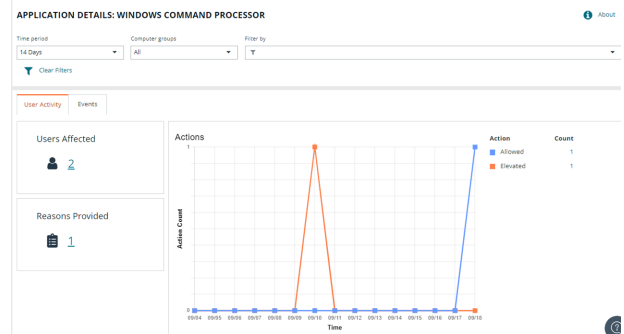 APPLICATION DETAILS: WINDOWS COMMAND PROCESSOR
About
Time period
Computer groups
Filter by
14 Days
All
Clear Filters
User Activity
Events
Users Affected
2
Reasons Provided
1
Actions
1
0
Action Count
09/04 09/05 09/06 09/07 09/08 09/09 09/10 09/11 09/12 09/13 09/14 09/15 09/16 09/17 09/18
Time
Action Count
Allowed 1
Elevated 1